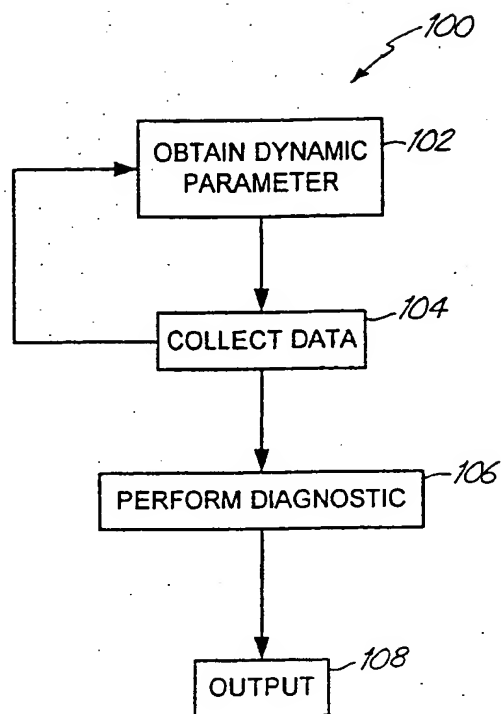 100
OBTAIN DYNAMIC
PARAMETER
102
COLLECT DATA
104
PERFORM DIAGNOSTIC
106
OUTPUT
108